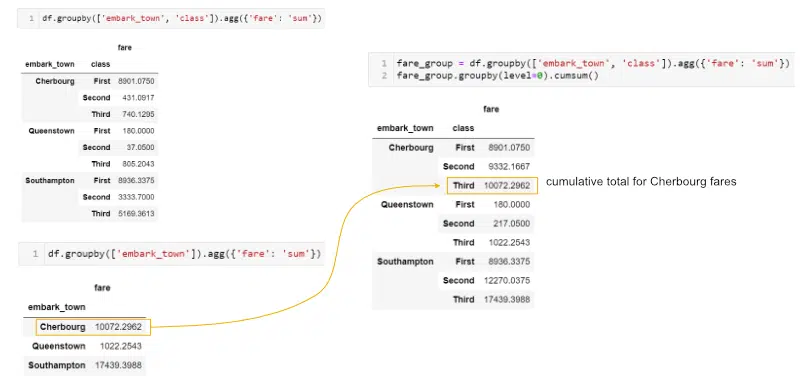 1 df.groupby(['embark_town', 'class']).agg({'fare': 'sum'})
fare
embark_town class
Cherbourg First 8901.0750
Second 431.0917
Third 740.1295
Queenstown First 180.0000
Second 37.0500
Third 805.2043
Southampton First 8936.3375
Second 3333.7000
Third 5169.3613
1 df.groupby(['embark_town']).agg({'fare': 'sum'})
fare
embark_town
Cherbourg 10072.2962
Queenstown 1022.2543
Southampton 17439.3988
1 fare_group = df.groupby(['embark_town', 'class']).agg({'fare': 'sum'})
2 fare_group.groupby(level=0).cumsum()
fare
embark_town class
Cherbourg First 8901.0750
Second 9332.1667
Third 10072.2962
cumulative total for Cherbourg fares
Queenstown First 180.0000
Second 217.0500
Third 1022.2543
Southampton First 8936.3375
Second 12270.0375
Third 17439.3988